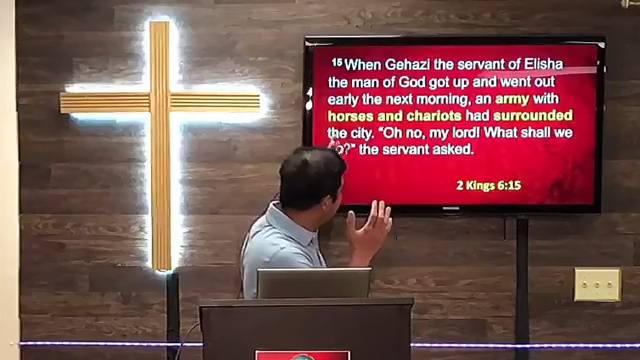 15 When Gehazi the servant of Elisha
the man of God got up and went out
early the next morning, an army with
horses and chariots had surrounded
the city. "Oh no, my lord! What shall we
?" the servant asked.
2 Kings 6:15